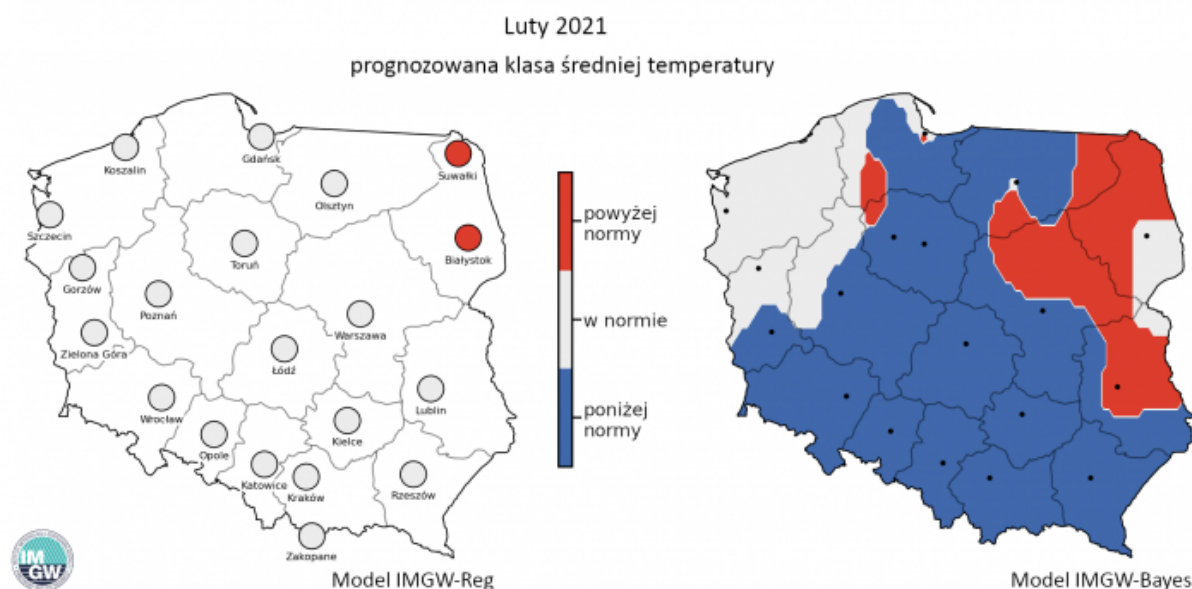 Luty 2021
prognozowana klasa średniej temperatury
Koszalin
Gdańsk
Suwałki
Olsztyn
Szczecin
Białystok
Toruń
Gorzów
Poznań
Warszawa
Zielona Góra
Łódź
Wrocław
Lublin
Kielce
Opole
Katowice
Kraków
Rzeszów
Zakopane
powyżej
normy
w normie
poniżej
normy
IM
GW
Model IMGW-Reg
Model IMGW-Bayes